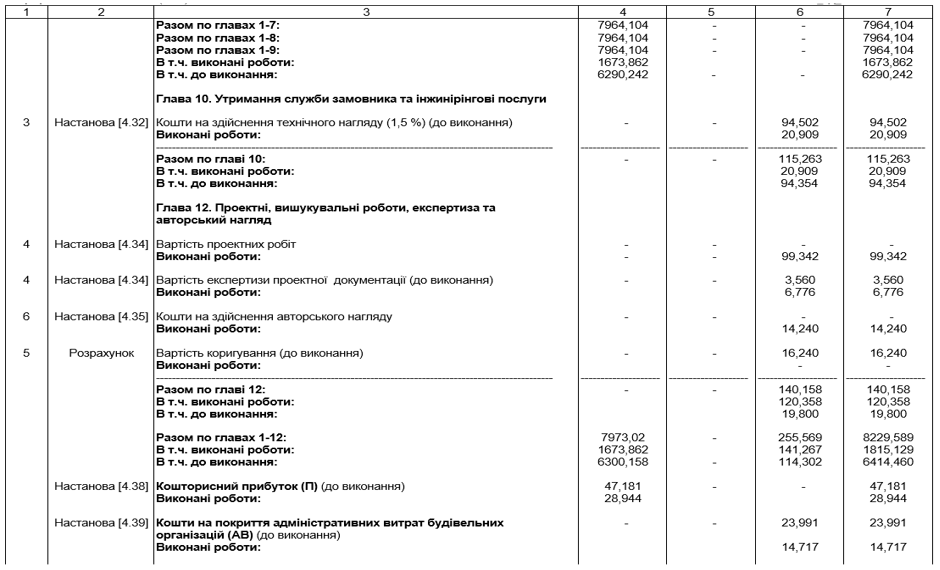 1 2 3 4 5 6 7
Разом по главах 1-7: 7964,104 - - 7964,104
Разом по главах 1-8: 7964,104 - - 7964,104
Разом по главах 1-9: 7964,104 - - 7964,104
В т.ч. виконані роботи: 1673,862 1673,862
В т.ч. до виконання: 6290,242 - - 6290,242
Глава 10. Утримання служби замовника та інжинірінгові послуги
3 Настанова [4.32] Кошти на здійснення технічного нагляду (1,5 %) (до виконання) - - 94,502 94,502
Виконані роботи: 20,909 20,909
Разом по главі 10: - - 115,263 115,263
В т.ч. виконані роботи: 20,909 20,909
В т.ч. до виконання: 94,354 94,354
Глава 12. Проектні, вишукувальні роботи, експертиза та
авторський нагляд
4 Настанова [4.34] Вартість проектних робіт - - - -
Виконані роботи: - - 99,342 99,342
4 Настанова [4.34] Вартість експертизи проектної документації (до виконання) - - 3,560 3,560
Виконані роботи: - - 6,776 6,776
6 Настанова [4.35] Кошти на здійснення авторського нагляду - - - -
Виконані роботи: 14,240 14,240
5 Розрахунок Вартість коригування (до виконання) - - 16,240 16,240
Виконані роботи: - -
Разом по главі 12: - - 140,158 140,158
В т.ч. виконані роботи: 120,358 120,358
В т.ч. до виконання: 19,800 19,800
Разом по главах 1-12: 7973,02 - 255,569 8229,589
В т.ч. виконані роботи: 1673,862 - 141,267 1815,129
В т.ч. до виконання: 6300,158 - 114,302 6414,460
Настанова [4.38] Кошторисний прибуток (П) (до виконання) 47,181 - - 47,181
Виконані роботи: 28,944 28,944
Настанова [4.39] Кошти на покриття адміністративних витрат будівельних - - 23,991 23,991
організацій (АВ) (до виконання)
Виконані роботи: 14,717 14,717